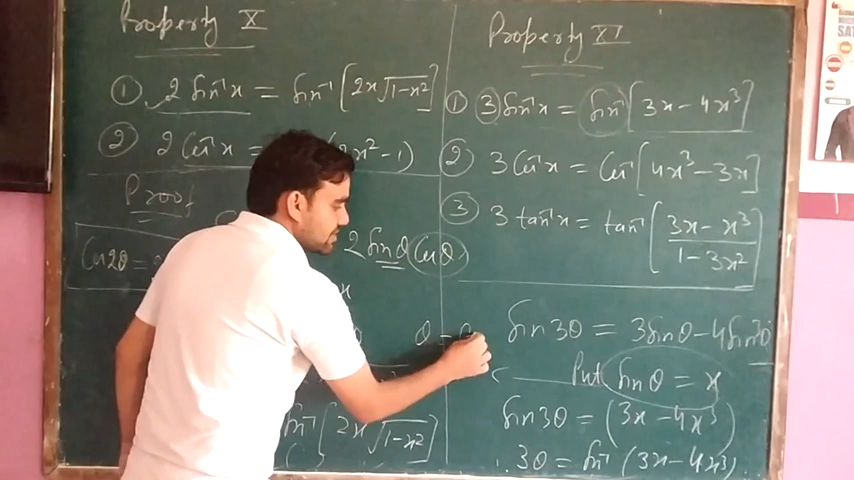 Property X
① 2 sin⁻¹x = sin⁻¹[2x√1-x²]
② 2 Cos⁻¹x = x² - 1)
Proof
Cos2θ =
2 sinθ Cosθ
x
θ =
sin⁻¹[2x√1-x²]
Property XI
① 3 sin⁻¹x = sin⁻¹[3x - 4x³]
② 3 Cos⁻¹x = Cos⁻¹[4x³ - 3x]
③ 3 tan⁻¹x = tan⁻¹[3x - x³ / 1 - 3x²]
Sin3θ = 3sinθ - 4sin³θ
Put sinθ = x
Sin3θ = (3x - 4x³)
3θ = sin⁻¹(3x - 4x³)